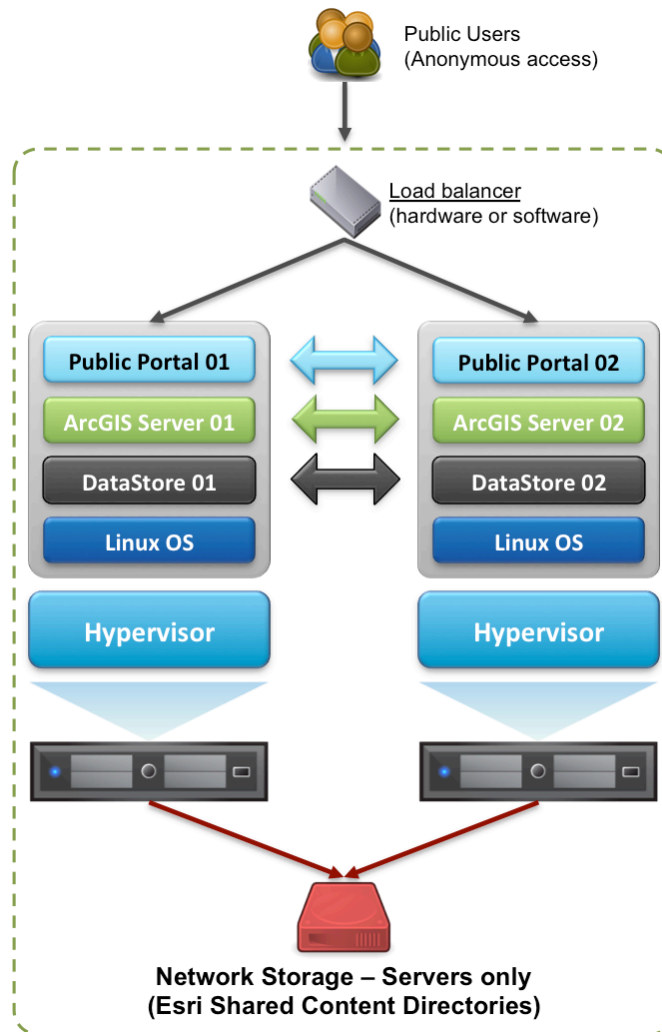 Public Users
(Anonymous access)
Load balancer
(hardware or software)
Public Portal 01
Public Portal 02
ArcGIS Server 01
ArcGIS Server 02
DataStore 01
DataStore 02
Linux OS
Linux OS
Hypervisor
Hypervisor
Network Storage – Servers only
(Esri Shared Content Directories)